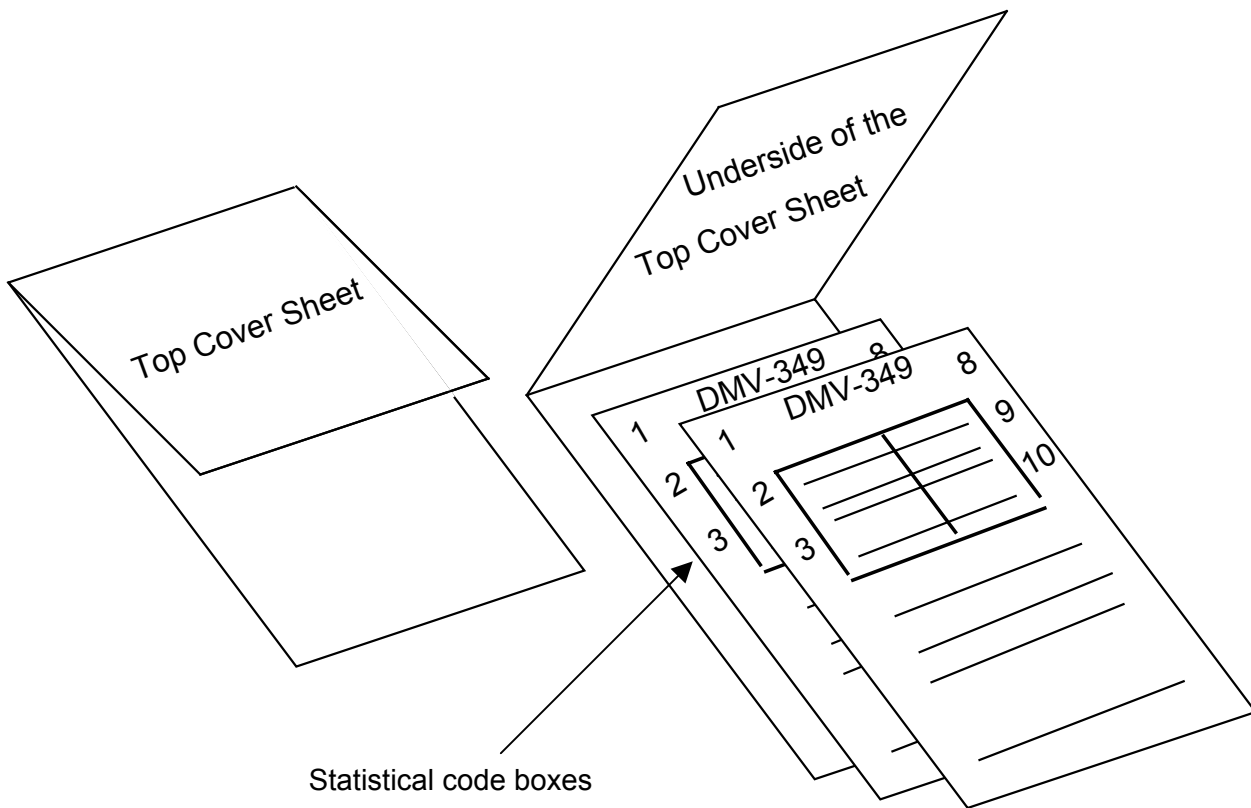 Top Cover Sheet
Underside of the
Top Cover Sheet
DMV-349
8
1
2
3
DMV-349
8
1
9
2
10
3
Statistical code boxes